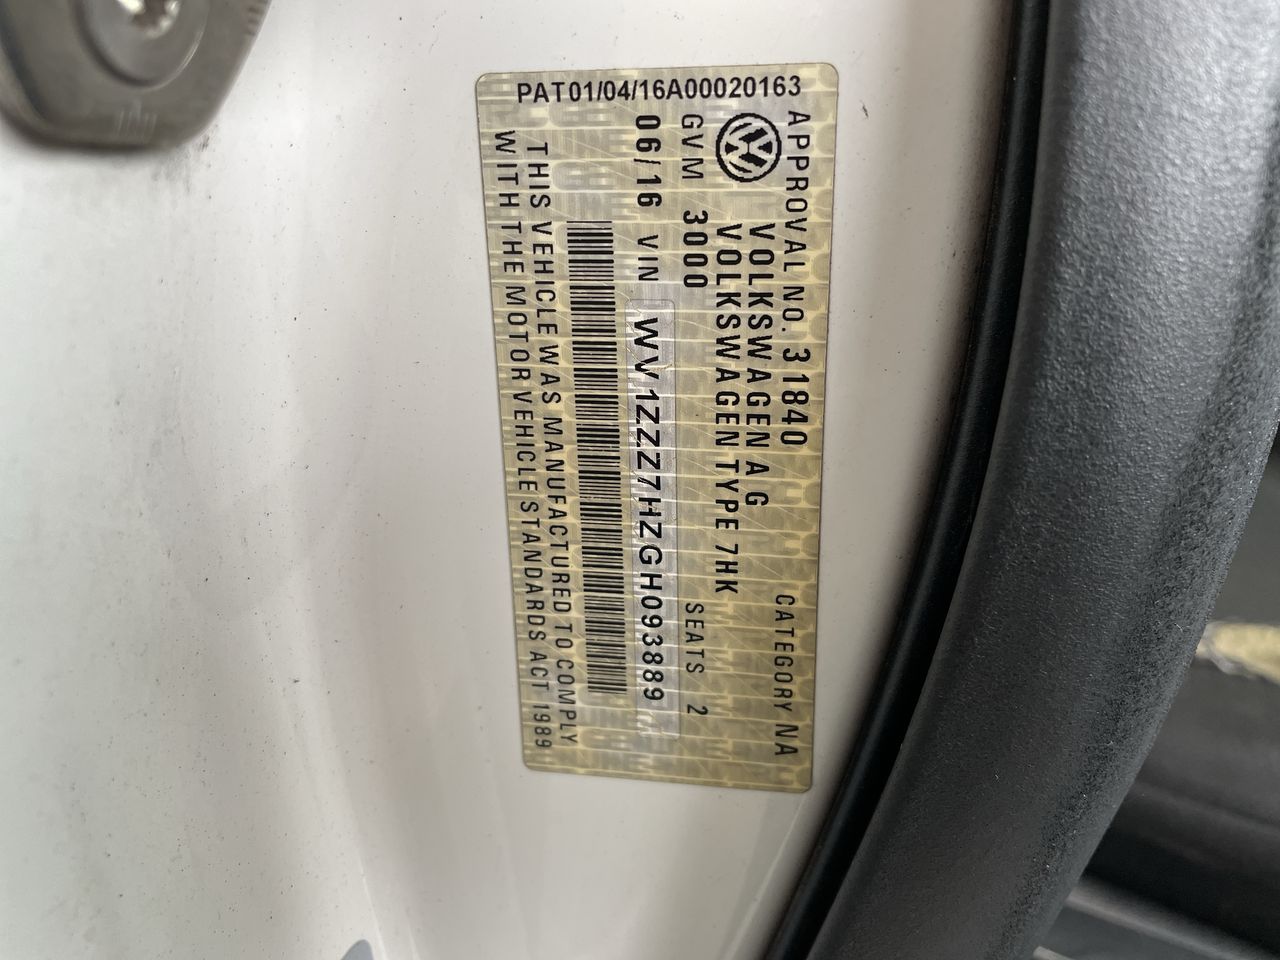 PAT01/04/16A00020163
APPROVAL NO. 31840 CATEGORY NA
VOLKSWAGEN AG
VOLKSWAGEN TYPE 7HK
GVM 3000 SEATS 2
06/16 VIN WV1ZZZ7HZGH093889
THIS VEHICLE WAS MANUFACTURED TO COMPLY
WITH THE MOTOR VEHICLE STANDARDS ACT 1989